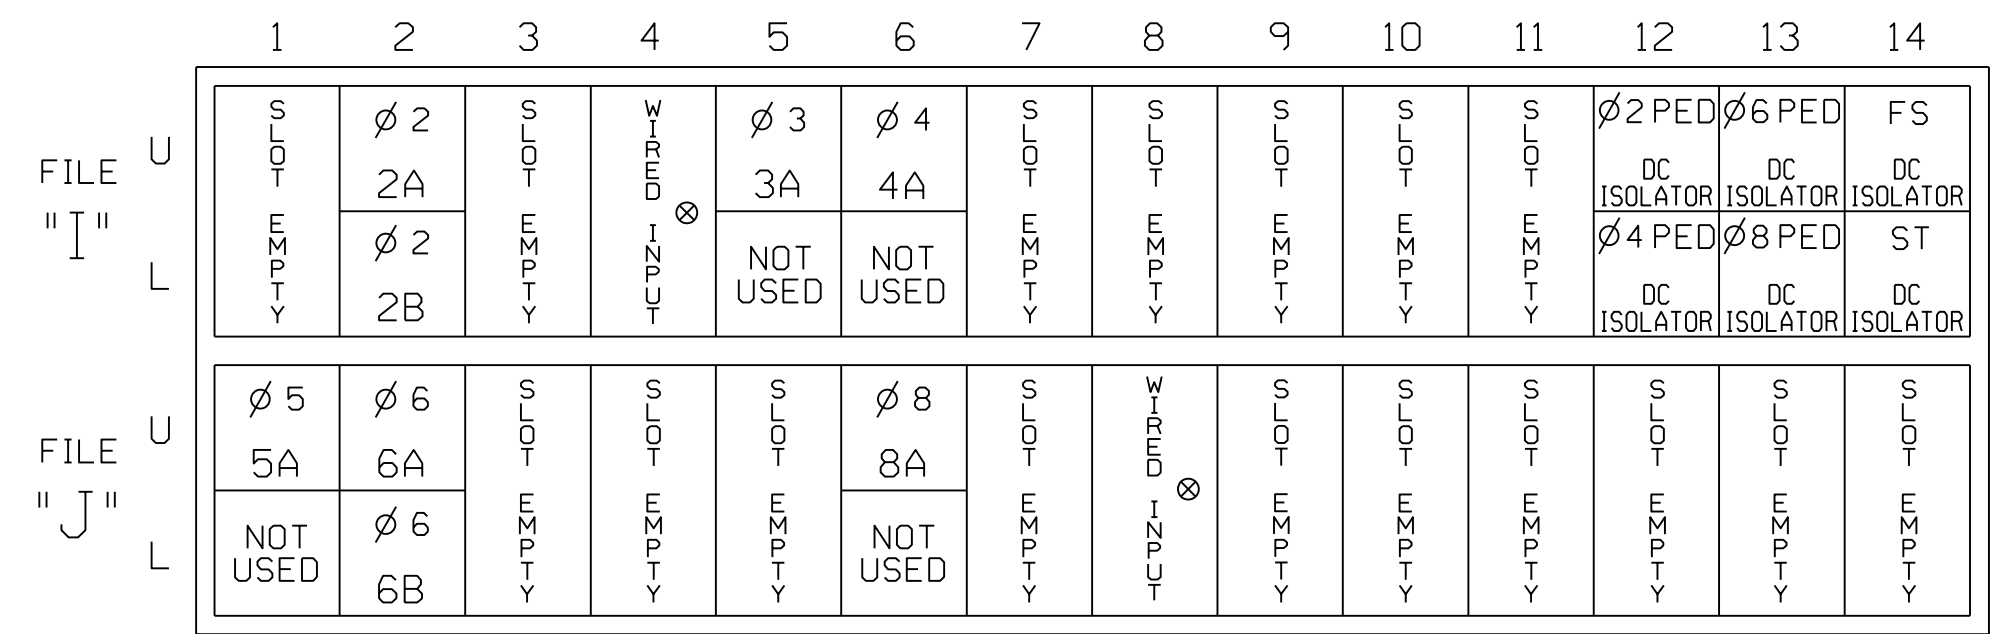 1 2 3 4 5 6 7 8 9 10 11 12 13 14
FILE "I"
U
L
SLOT EMPTY
Ø 2
2A
Ø 2
2B
SLOT EMPTY
WIRED INPUT
Ø 3
3A
NOT USED
Ø 4
4A
NOT USED
SLOT EMPTY
SLOT EMPTY
SLOT EMPTY
SLOT EMPTY
SLOT EMPTY
Ø2 PED
DC
ISOLATOR
Ø4 PED
DC
ISOLATOR
Ø6 PED
DC
ISOLATOR
Ø8 PED
DC
ISOLATOR
FS
DC
ISOLATOR
ST
DC
ISOLATOR
FILE "J"
U
L
Ø 5
5A
NOT USED
Ø 6
6A
Ø 6
6B
SLOT EMPTY
SLOT EMPTY
SLOT EMPTY
Ø 8
8A
NOT USED
SLOT EMPTY
WIRED INPUT
SLOT EMPTY
SLOT EMPTY
SLOT EMPTY
SLOT EMPTY
SLOT EMPTY
SLOT EMPTY